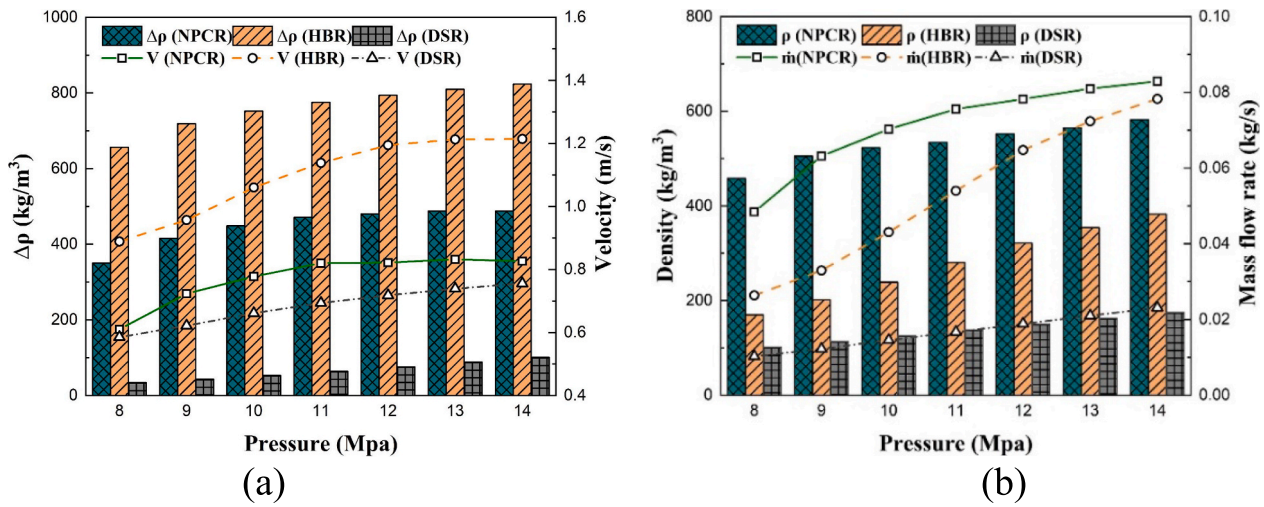 Δρ (NPCR) Δρ (HBR) Δρ (DSR)
V (NPCR) V (HBR) V (DSR)
1000
800
600
400
200
0
Δρ (kg/m³)
1.6
1.4
1.2
1.0
0.8
0.6
0.4
Velocity (m/s)
8 9 10 11 12 13 14
Pressure (Mpa)
(a)
ρ (NPCR) ρ (HBR) ρ (DSR)
ṁ(NPCR) ṁ(HBR) ṁ(DSR)
800
600
400
200
0
Density (kg/m³)
0.10
0.08
0.06
0.04
0.02
0.00
Mass flow rate (kg/s)
8 9 10 11 12 13 14
Pressure (Mpa)
(b)